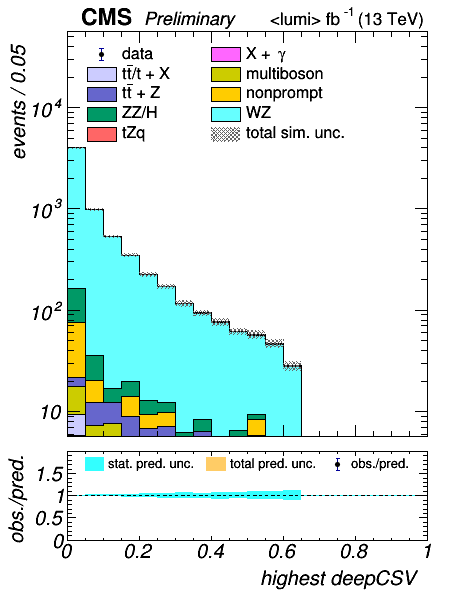 CMS Preliminary <lumi> fb⁻¹ (13 TeV)
events / 0.05
data
tt̄/t + X
tt̄ + Z
ZZ/H
tZq
X + γ
multiboson
nonprompt
WZ
total sim. unc.
10⁴
10³
10²
10
obs./pred.
stat. pred. unc. total pred. unc. obs./pred.
1.5
1
0.5
0
0 0.2 0.4 0.6 0.8 1
highest deepCSV